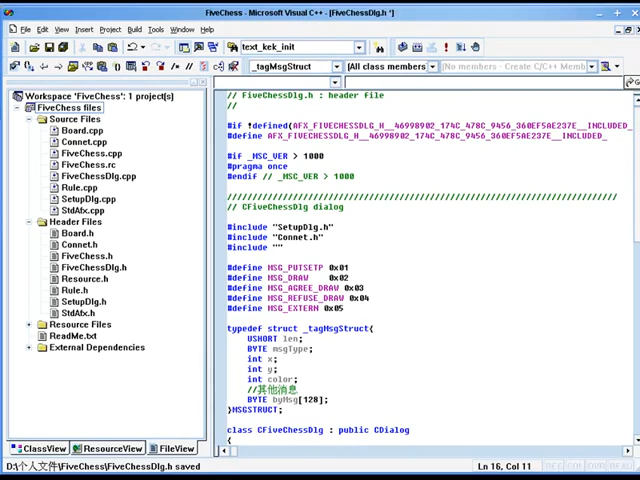 FiveChess - Microsoft Visual C++ - [FiveChessDlg.h *]
File Edit View Insert Project Build Tools Window Help
text_kek_init
_tagMsgStruct [All class members] [No members - Create C/C++ Members
Workspace 'FiveChess': 1 project(s)
FiveChess files
Source Files
Board.cpp
Connet.cpp
FiveChess.cpp
FiveChess.rc
FiveChessDlg.cpp
Rule.cpp
SetupDlg.cpp
StdAfx.cpp
Header Files
Board.h
Connet.h
FiveChess.h
FiveChessDlg.h
Resource.h
Rule.h
SetupDlg.h
StdAfx.h
Resource Files
ReadMe.txt
External Dependencies
ClassView ResourceView FileView
// FiveChessDlg.h : header file
//
#if !defined(AFX_FIVECHESSDLG_H__46998902_174C_478C_9456_360EF5AE237E__INCLUDED_
#define AFX_FIVECHESSDLG_H__46998902_174C_478C_9456_360EF5AE237E__INCLUDED_
#if _MSC_VER > 1000
#pragma once
#endif // _MSC_VER > 1000
/////////////////////////////////////////////////////////////////////////////
// CFiveChessDlg dialog
#include "SetupDlg.h"
#include "Connet.h"
#include ""
#define MSG_PUTSETP 0x01
#define MSG_DRAW 0x02
#define MSG_AGREE_DRAW 0x03
#define MSG_REFUSE_DRAW 0x04
#define MSG_EXTERN 0x05
typedef struct _tagMsgStruct{
USHORT len;
BYTE msgType;
int x;
int y;
int color;
//其他消息
BYTE byMsg[128];
}MSGSTRUCT;
class CFiveChessDlg : public CDialog
{
D:\个人文件\FiveChess\FiveChessDlg.h saved
Ln 16, Col 11 REC COL OVR READ